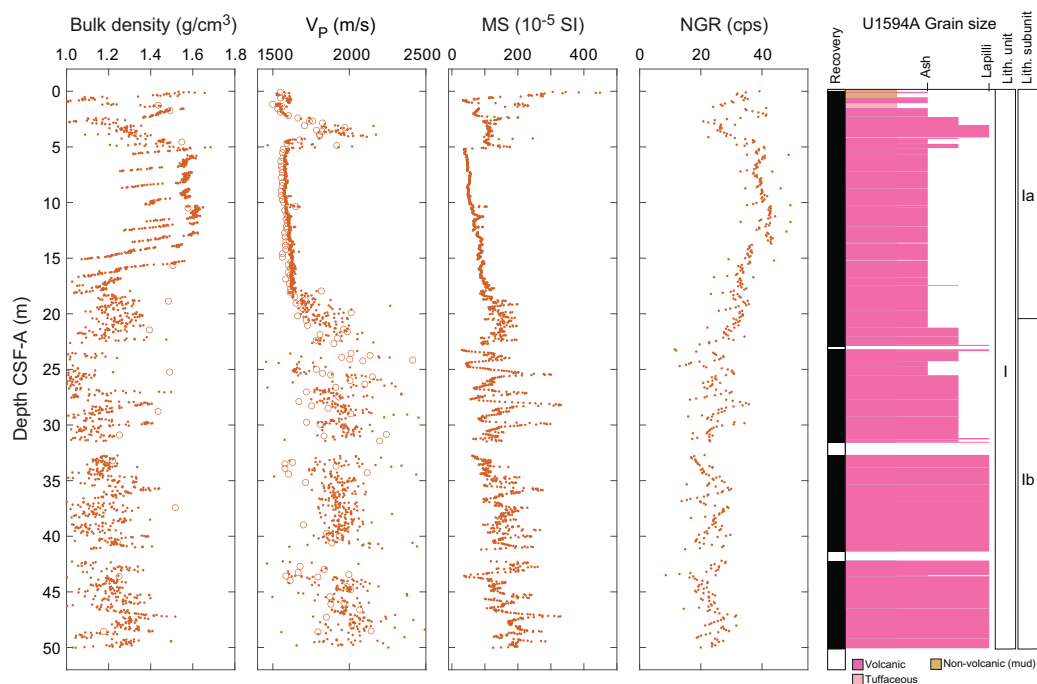 Bulk density (g/cm³)
1.0 1.2 1.4 1.6 1.8
V_P (m/s)
1500 2000 2500
MS (10⁻⁵ SI)
0 200 400
NGR (cps)
0 20 40
U1594A Grain size
Recovery
Ash
Lapilli
Lith. unit
Lith. subunit
Depth CSF-A (m)
0
5
10
15
20
25
30
35
40
45
50
I
Ia
Ib
Volcanic
Non-volcanic (mud)
Tuffaceous